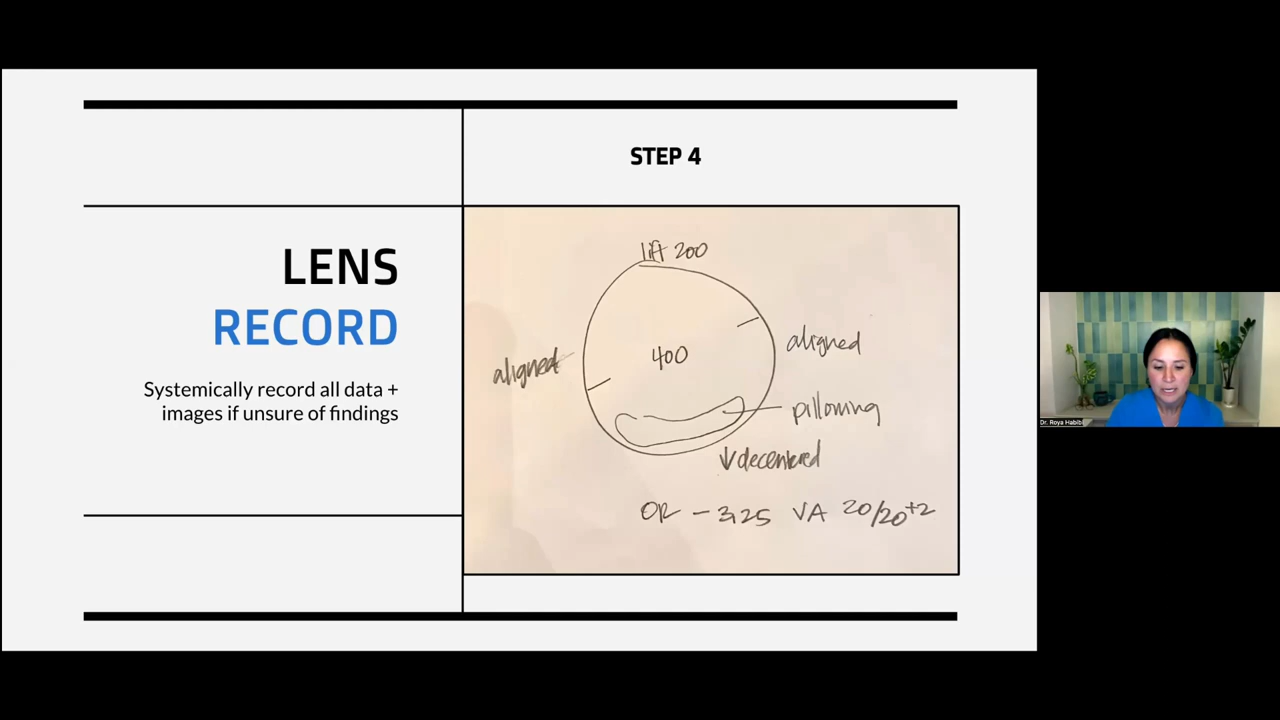 STEP 4
LENS
RECORD
Systemically record all data +
images if unsure of findings
lift 200
400
aligned
aligned
pillowing
↓decentered
OR -3.25 VA 20/20+2
Dr. Roya Habibi